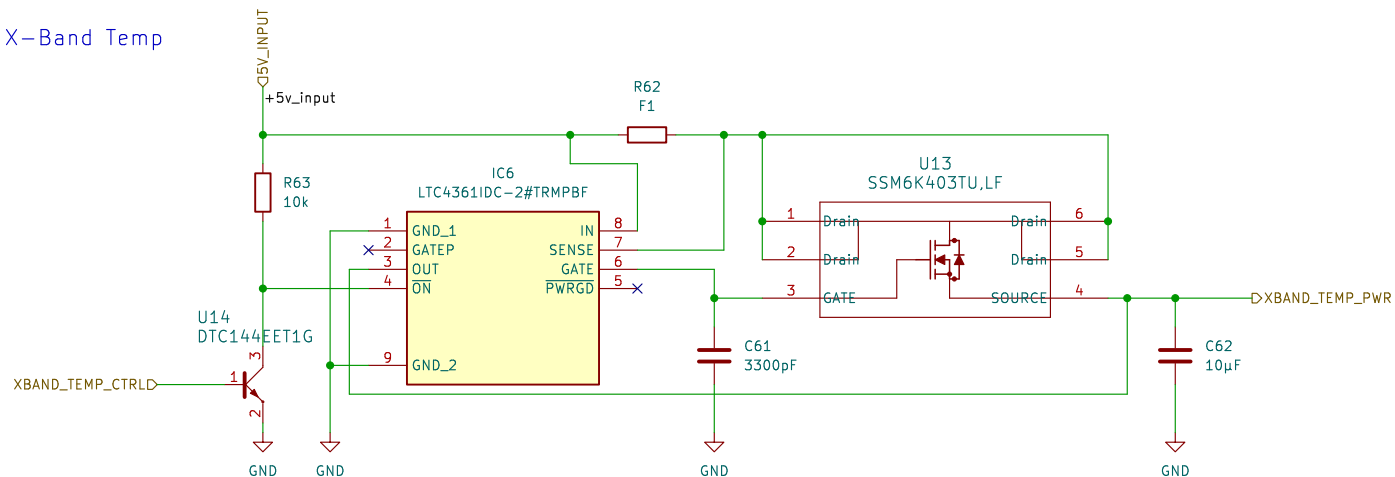 X-Band Temp
5V_INPUT
+5v_input
R62
F1
R63
10k
IC6
LTC4361IDC-2#TRMPBF
1 GND_1
2 GATEP
3 OUT
4 ON
9 GND_2
IN 8
SENSE 7
GATE 6
PWRGD 5
U13
SSM6K403TU,LF
1 Drain
2 Drain
3 GATE
Drain 6
Drain 5
SOURCE 4
XBAND_TEMP_PWR
U14
DTC144EET1G
3
1
2
XBAND_TEMP_CTRL
C61
3300pF
C62
10µF
GND
GND
GND
GND